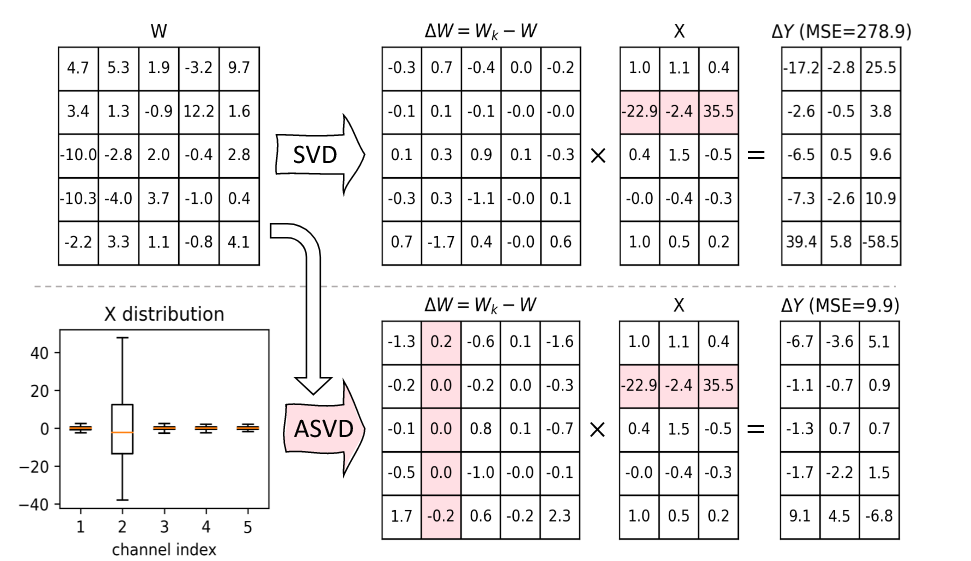 W
4.7 5.3 1.9 -3.2 9.7
3.4 1.3 -0.9 12.2 1.6
-10.0 -2.8 2.0 -0.4 2.8
-10.3 -4.0 3.7 -1.0 0.4
-2.2 3.3 1.1 -0.8 4.1
SVD
ΔW = Wₖ − W
-0.3 0.7 -0.4 0.0 -0.2
-0.1 0.1 -0.1 -0.0 -0.0
0.1 0.3 0.9 0.1 -0.3
-0.3 0.3 -1.1 -0.0 0.1
0.7 -1.7 0.4 -0.0 0.6
×
X
1.0 1.1 0.4
-22.9 -2.4 35.5
0.4 1.5 -0.5
-0.0 -0.4 -0.3
1.0 0.5 0.2
=
ΔY (MSE=278.9)
-17.2 -2.8 25.5
-2.6 -0.5 3.8
-6.5 0.5 9.6
-7.3 -2.6 10.9
39.4 5.8 -58.5
X distribution
40
20
0
−20
−40
1 2 3 4 5
channel index
ASVD
ΔW = Wₖ − W
-1.3 0.2 -0.6 0.1 -1.6
-0.2 0.0 -0.2 0.0 -0.3
-0.1 0.0 0.8 0.1 -0.7
-0.5 0.0 -1.0 -0.0 -0.1
1.7 -0.2 0.6 -0.2 2.3
×
X
1.0 1.1 0.4
-22.9 -2.4 35.5
0.4 1.5 -0.5
-0.0 -0.4 -0.3
1.0 0.5 0.2
=
ΔY (MSE=9.9)
-6.7 -3.6 5.1
-1.1 -0.7 0.9
-1.3 0.7 0.7
-1.7 -2.2 1.5
9.1 4.5 -6.8